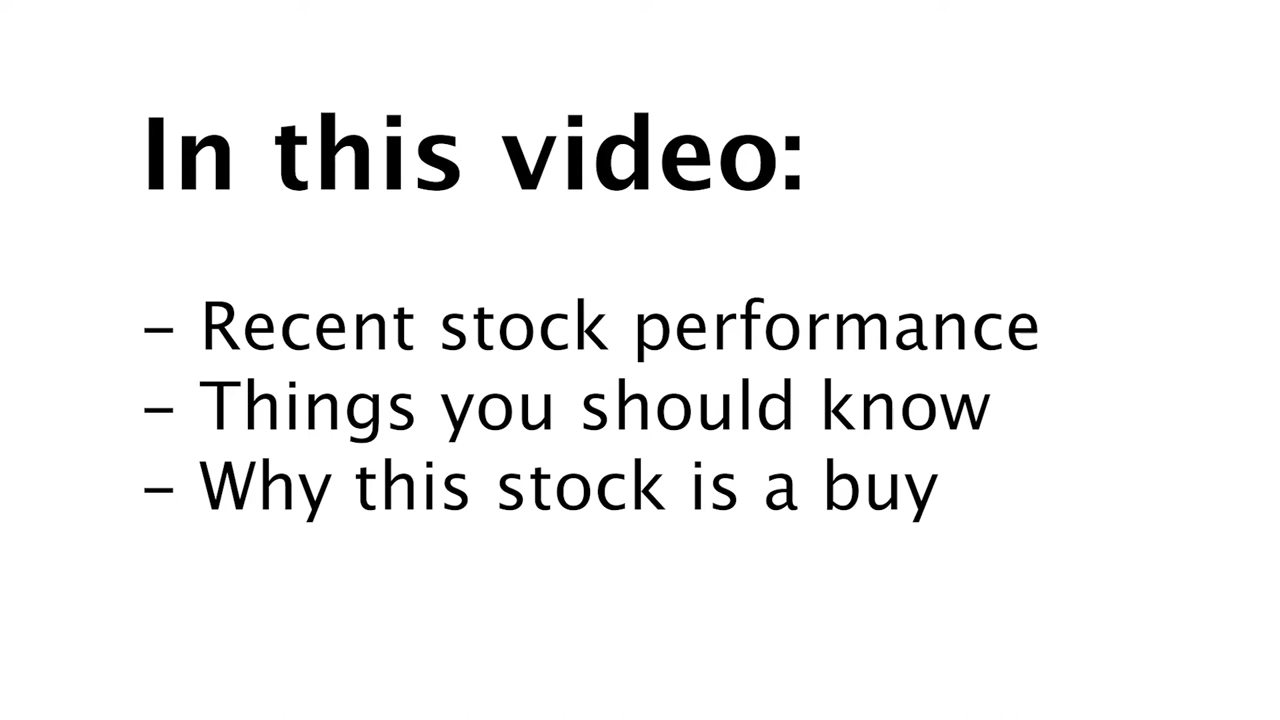 In this video:
– Recent stock performance
– Things you should know
– Why this stock is a buy